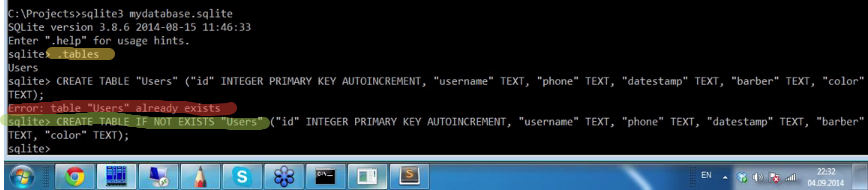 C:\Projects>sqlite3 mydatabase.sqlite
SQLite version 3.8.6 2014-08-15 11:46:33
Enter ".help" for usage hints.
sqlite> .tables
Users
sqlite> CREATE TABLE "Users" ("id" INTEGER PRIMARY KEY AUTOINCREMENT, "username" TEXT, "phone" TEXT, "datestamp" TEXT, "barber" TEXT, "color"
TEXT);
Error: table "Users" already exists
sqlite> CREATE TABLE IF NOT EXISTS "Users" ("id" INTEGER PRIMARY KEY AUTOINCREMENT, "username" TEXT, "phone" TEXT, "datestamp" TEXT, "barber"
TEXT, "color" TEXT);
sqlite>
EN
22:32
04.09.2014